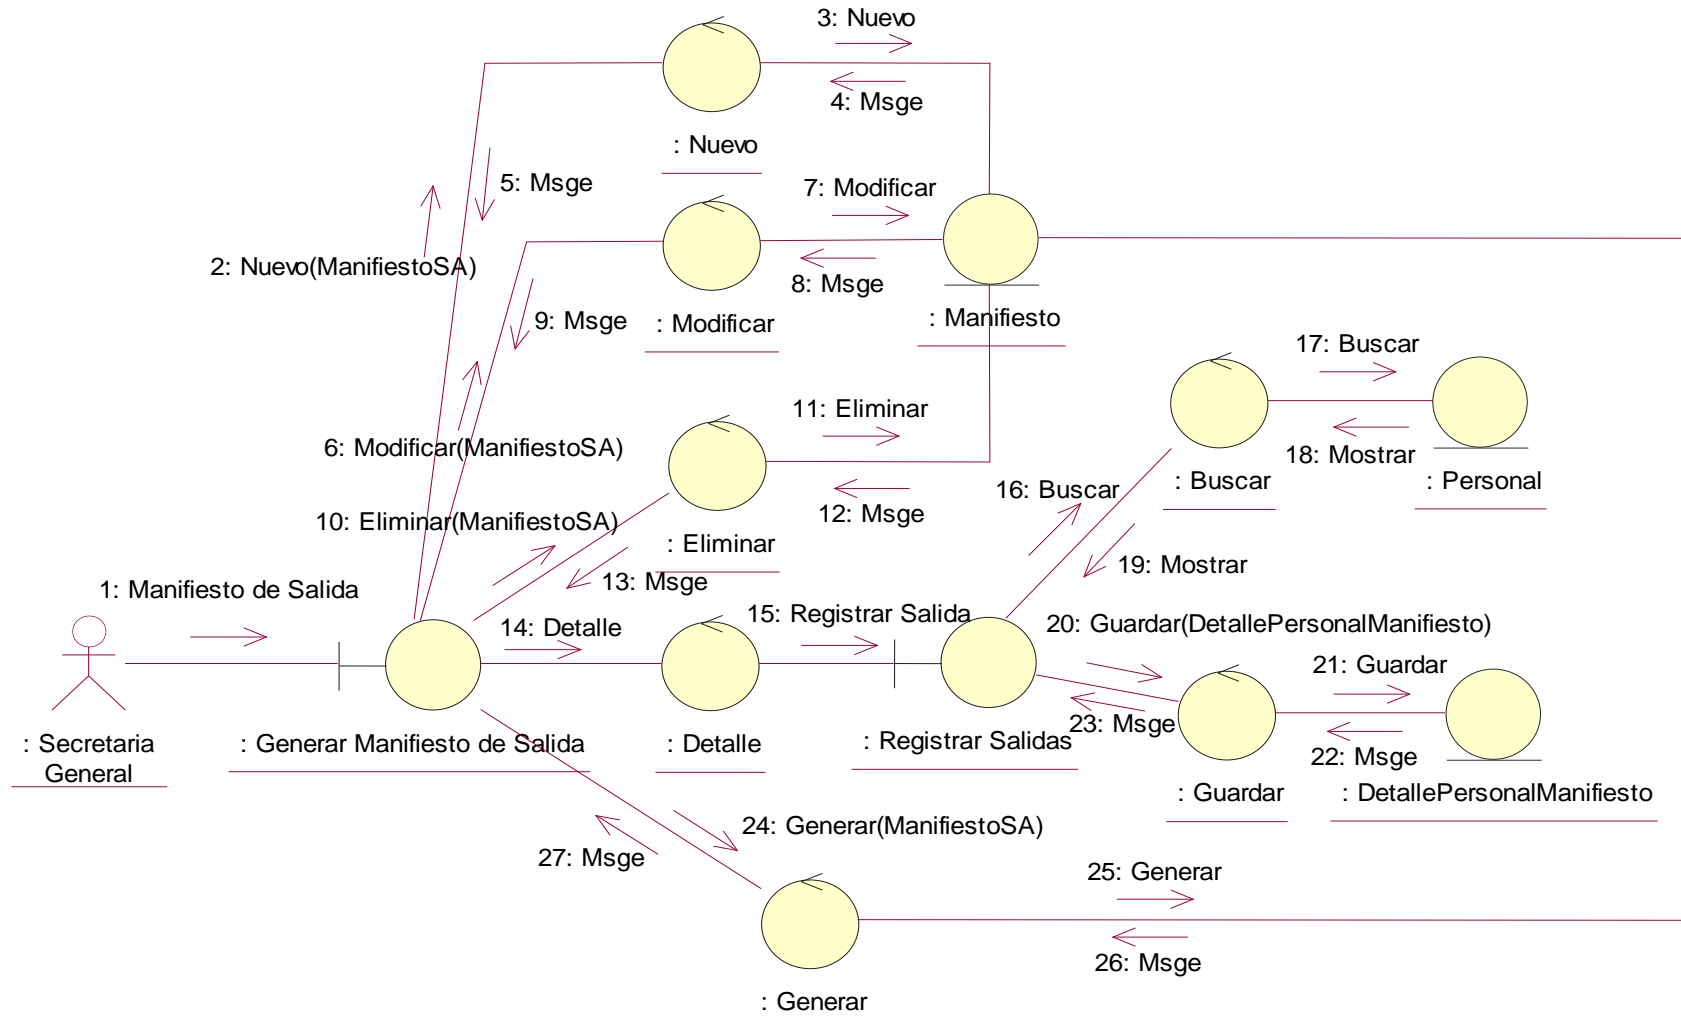 3: Nuevo
4: Msge
: Nuevo
5: Msge
7: Modificar
2: Nuevo(ManifiestoSA)
8: Msge
9: Msge
: Modificar
: Manifiesto
17: Buscar
11: Eliminar
6: Modificar(ManifiestoSA)
18: Mostrar
16: Buscar
: Buscar
: Personal
10: Eliminar(ManifiestoSA)
12: Msge
: Eliminar
19: Mostrar
13: Msge
1: Manifiesto de Salida
14: Detalle
15: Registrar Salida
20: Guardar(DetallePersonalManifiesto)
21: Guardar
23: Msge
22: Msge
: Secretaria
General
: Generar Manifiesto de Salida
: Detalle
: Registrar Salidas
: Guardar
: DetallePersonalManifiesto
24: Generar(ManifiestoSA)
27: Msge
25: Generar
26: Msge
: Generar